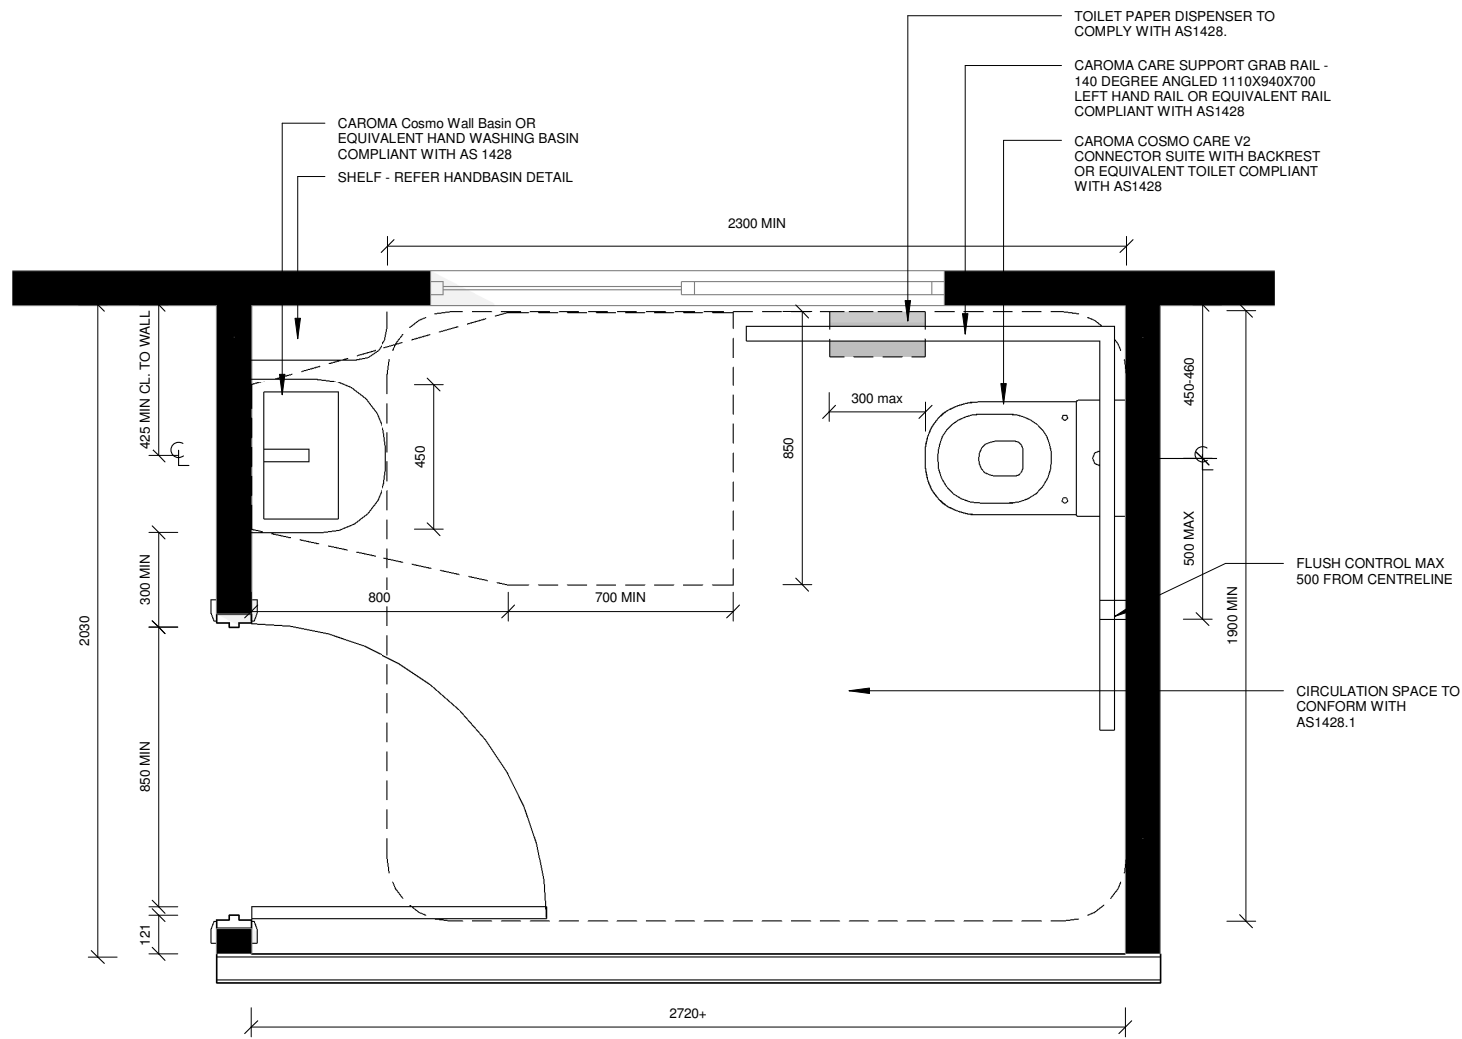 TOILET PAPER DISPENSER TO
COMPLY WITH AS1428.
CAROMA CARE SUPPORT GRAB RAIL -
140 DEGREE ANGLED 1110X940X700
LEFT HAND RAIL OR EQUIVALENT RAIL
COMPLIANT WITH AS1428
CAROMA Cosmo Wall Basin OR
EQUIVALENT HAND WASHING BASIN
COMPLIANT WITH AS 1428
SHELF - REFER HANDBASIN DETAIL
CAROMA COSMO CARE V2
CONNECTOR SUITE WITH BACKREST
OR EQUIVALENT TOILET COMPLIANT
WITH AS1428
2300 MIN
425 MIN CL. TO WALL
CL
450
850
300 max
450-460
CL
500 MAX
300 MIN
800
700 MIN
FLUSH CONTROL MAX
500 FROM CENTRELINE
2030
1900 MIN
CIRCULATION SPACE TO
CONFORM WITH
AS1428.1
850 MIN
121
2720+